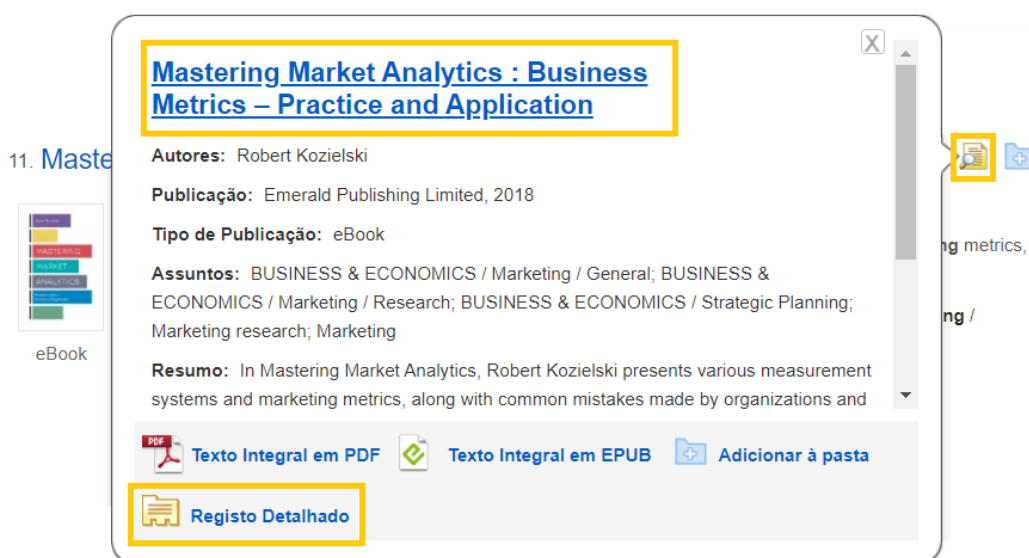 X
Mastering Market Analytics : Business
Metrics – Practice and Application
11. Maste
Autores: Robert Kozielski
Publicação: Emerald Publishing Limited, 2018
Tipo de Publicação: eBook
ng metrics,
Assuntos: BUSINESS & ECONOMICS / Marketing / General; BUSINESS &
ECONOMICS / Marketing / Research; BUSINESS & ECONOMICS / Strategic Planning;
Marketing research; Marketing
ng /
MASTERING
MARKET
ANALYTICS
eBook
Resumo: In Mastering Market Analytics, Robert Kozielski presents various measurement
systems and marketing metrics, along with common mistakes made by organizations and
PDF
Texto Integral em PDF
Texto Integral em EPUB
Adicionar à pasta
Registo Detalhado